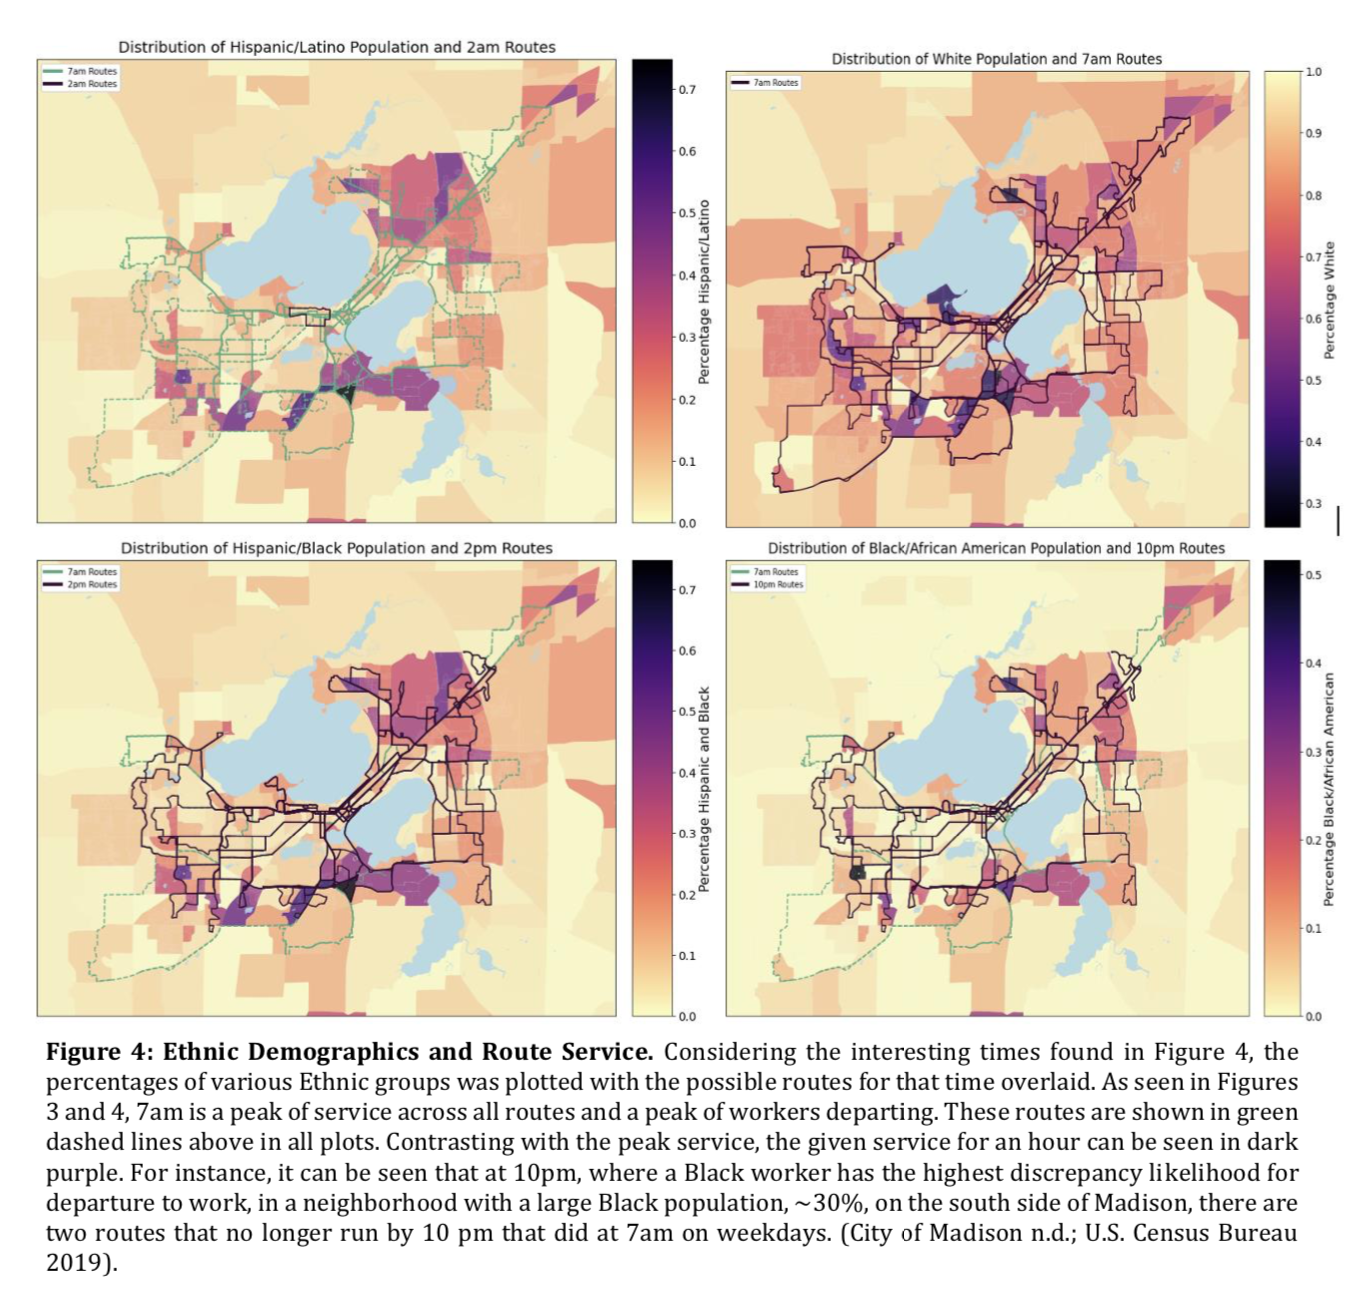 Distribution of Hispanic/Latino Population and 2am Routes
7am Routes
2am Routes
0.7
0.6
0.5
0.4
0.3
0.2
0.1
0.0
Percentage Hispanic/Latino
Distribution of White Population and 7am Routes
7am Routes
1.0
0.9
0.8
0.7
0.6
0.5
0.4
0.3
Percentage White
Distribution of Hispanic/Black Population and 2pm Routes
7am Routes
2pm Routes
0.7
0.6
0.5
0.4
0.3
0.2
0.1
0.0
Percentage Hispanic and Black
Distribution of Black/African American Population and 10pm Routes
7am Routes
10pm Routes
0.5
0.4
0.3
0.2
0.1
0.0
Percentage Black/African American
Figure 4: Ethnic Demographics and Route Service. Considering the interesting times found in Figure 4, the
percentages of various Ethnic groups was plotted with the possible routes for that time overlaid. As seen in Figures
3 and 4, 7am is a peak of service across all routes and a peak of workers departing. These routes are shown in green
dashed lines above in all plots. Contrasting with the peak service, the given service for an hour can be seen in dark
purple. For instance, it can be seen that at 10pm, where a Black worker has the highest discrepancy likelihood for
departure to work, in a neighborhood with a large Black population, ~30%, on the south side of Madison, there are
two routes that no longer run by 10 pm that did at 7am on weekdays. (City of Madison n.d.; U.S. Census Bureau
2019).